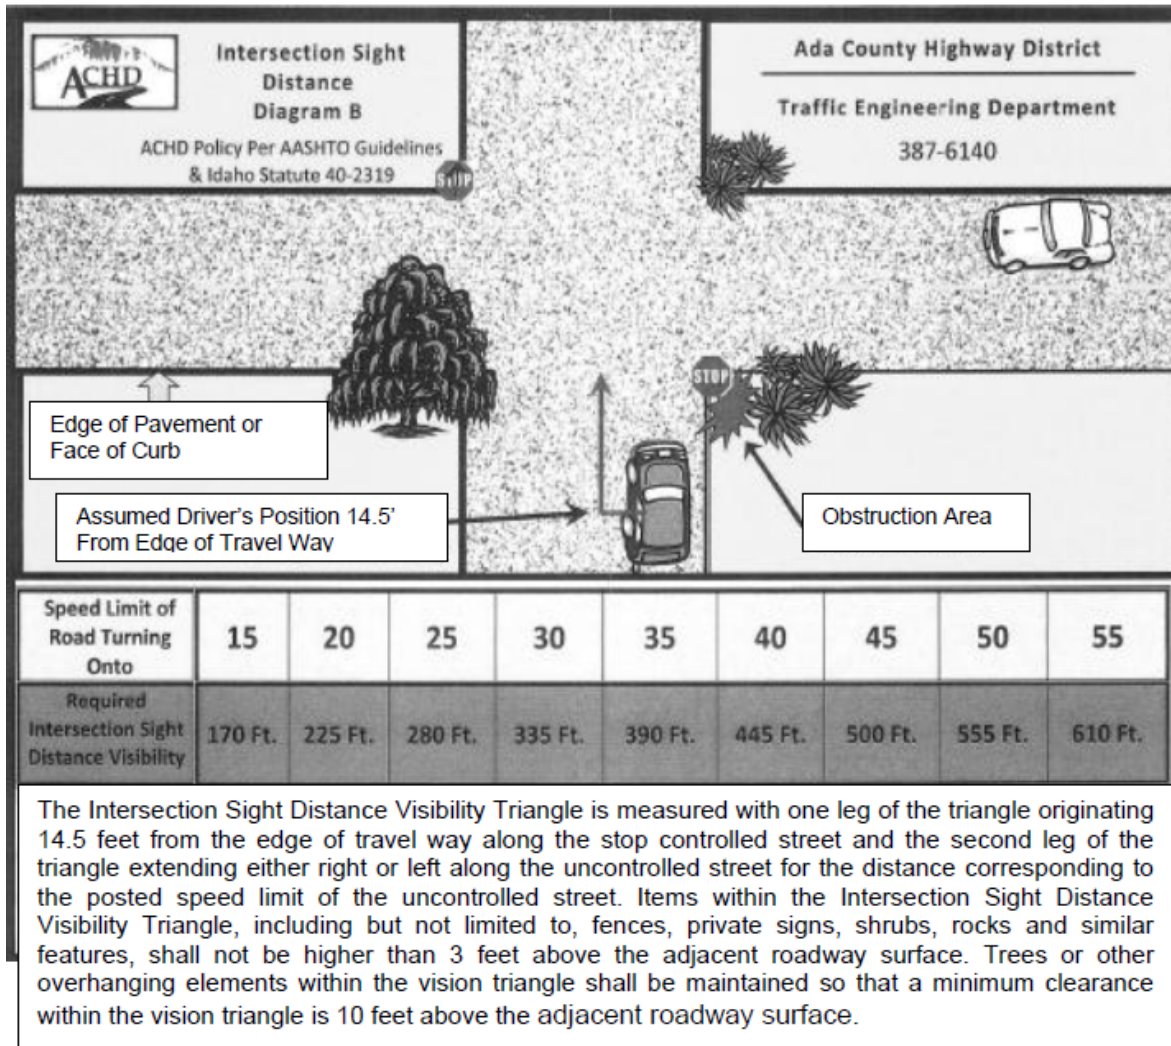 ACHD
Intersection Sight
Distance
Diagram B
ACHD Policy Per AASHTO Guidelines
& Idaho Statute 40-2319
Ada County Highway District
Traffic Engineering Department
387-6140
STOP
STOP
Edge of Pavement or
Face of Curb
Assumed Driver's Position 14.5'
From Edge of Travel Way
Obstruction Area
Speed Limit of
Road Turning
Onto
15 20 25 30 35 40 45 50 55
Required
Intersection Sight
Distance Visibility
170 Ft. 225 Ft. 280 Ft. 335 Ft. 390 Ft. 445 Ft. 500 Ft. 555 Ft. 610 Ft.
The Intersection Sight Distance Visibility Triangle is measured with one leg of the triangle originating
14.5 feet from the edge of travel way along the stop controlled street and the second leg of the
triangle extending either right or left along the uncontrolled street for the distance corresponding to
the posted speed limit of the uncontrolled street. Items within the Intersection Sight Distance
Visibility Triangle, including but not limited to, fences, private signs, shrubs, rocks and similar
features, shall not be higher than 3 feet above the adjacent roadway surface. Trees or other
overhanging elements within the vision triangle shall be maintained so that a minimum clearance
within the vision triangle is 10 feet above the adjacent roadway surface.